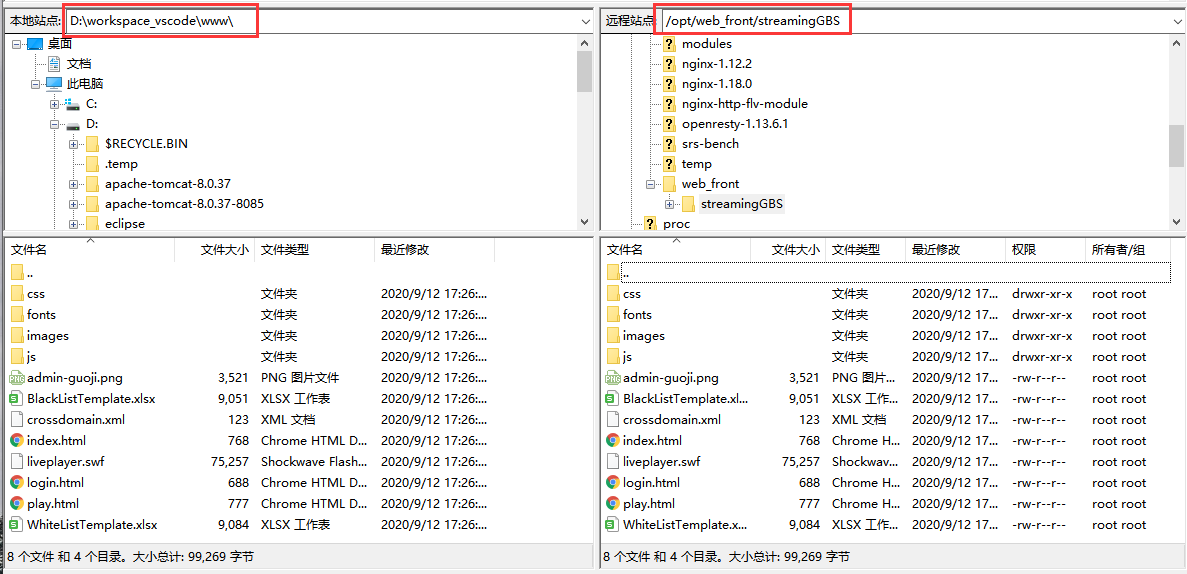 本地站点: D:\workspace_vscode\www\
桌面
文档
此电脑
C:
D:
$RECYCLE.BIN
.temp
apache-tomcat-8.0.37
apache-tomcat-8.0.37-8085
eclipse
文件名 文件大小 文件类型 最近修改
..
css 文件夹 2020/9/12 17:26:...
fonts 文件夹 2020/9/12 17:26:...
images 文件夹 2020/9/12 17:26:...
js 文件夹 2020/9/12 17:26:...
admin-guoji.png 3,521 PNG 图片文件 2020/9/12 17:26:...
BlackListTemplate.xlsx 9,051 XLSX 工作表 2020/9/12 17:26:...
crossdomain.xml 123 XML 文档 2020/9/12 17:26:...
index.html 768 Chrome HTML D... 2020/9/12 17:26:...
liveplayer.swf 75,257 Shockwave Flash... 2020/9/12 17:26:...
login.html 688 Chrome HTML D... 2020/9/12 17:26:...
play.html 777 Chrome HTML D... 2020/9/12 17:26:...
WhiteListTemplate.xlsx 9,084 XLSX 工作表 2020/9/12 17:26:...
8 个文件 和 4 个目录。大小总计: 99,269 字节
远程站点: /opt/web_front/streamingGBS
modules
nginx-1.12.2
nginx-1.18.0
nginx-http-flv-module
openresty-1.13.6.1
srs-bench
temp
web_front
streamingGBS
proc
文件名 文件大小 文件类型 最近修改 权限 所有者/组
..
css 文件夹 2020/9/12 17... drwxr-xr-x root root
fonts 文件夹 2020/9/12 17... drwxr-xr-x root root
images 文件夹 2020/9/12 17... drwxr-xr-x root root
js 文件夹 2020/9/12 17... drwxr-xr-x root root
admin-guoji.png 3,521 PNG 图片... 2020/9/12 17... -rw-r--r-- root root
BlackListTemplate.xl... 9,051 XLSX 工作... 2020/9/12 17... -rw-r--r-- root root
crossdomain.xml 123 XML 文档 2020/9/12 17... -rw-r--r-- root root
index.html 768 Chrome H... 2020/9/12 17... -rw-r--r-- root root
liveplayer.swf 75,257 Shockwav... 2020/9/12 17... -rw-r--r-- root root
login.html 688 Chrome H... 2020/9/12 17... -rw-r--r-- root root
play.html 777 Chrome H... 2020/9/12 17... -rw-r--r-- root root
WhiteListTemplate.x... 9,084 XLSX 工作... 2020/9/12 17... -rw-r--r-- root root
8 个文件 和 4 个目录。大小总计: 99,269 字节